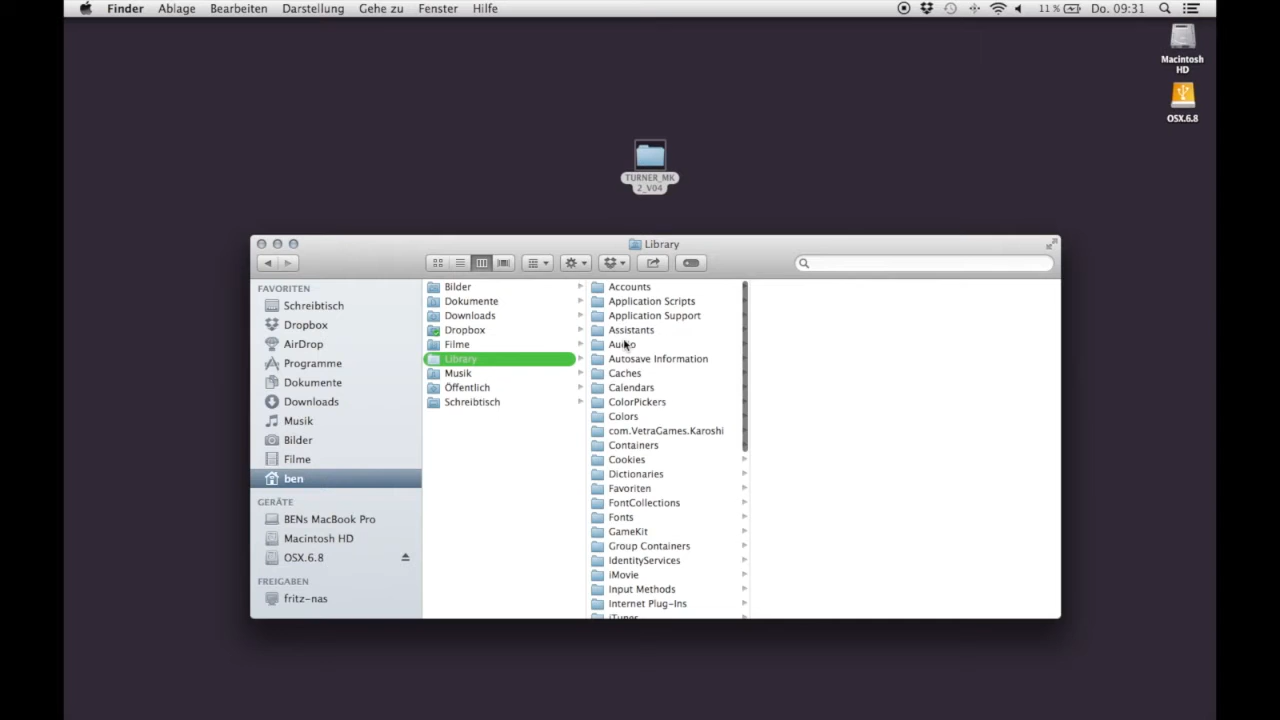 Finder Ablage Bearbeiten Darstellung Gehe zu Fenster Hilfe 11 % Do. 09:31
Macintosh
HD
OSX.6.8
TURNER_MK
2_V04
Library
FAVORITEN
Schreibtisch
Dropbox
AirDrop
Programme
Dokumente
Downloads
Musik
Bilder
Filme
ben
GERÄTE
BENs MacBook Pro
Macintosh HD
OSX.6.8
FREIGABEN
fritz-nas
Bilder
Dokumente
Downloads
Dropbox
Filme
Library
Musik
Öffentlich
Schreibtisch
Accounts
Application Scripts
Application Support
Assistants
Audio
Autosave Information
Caches
Calendars
ColorPickers
Colors
com.VetraGames.Karoshi
Containers
Cookies
Dictionaries
Favoriten
FontCollections
Fonts
GameKit
Group Containers
IdentityServices
iMovie
Input Methods
Internet Plug-Ins
iTunes